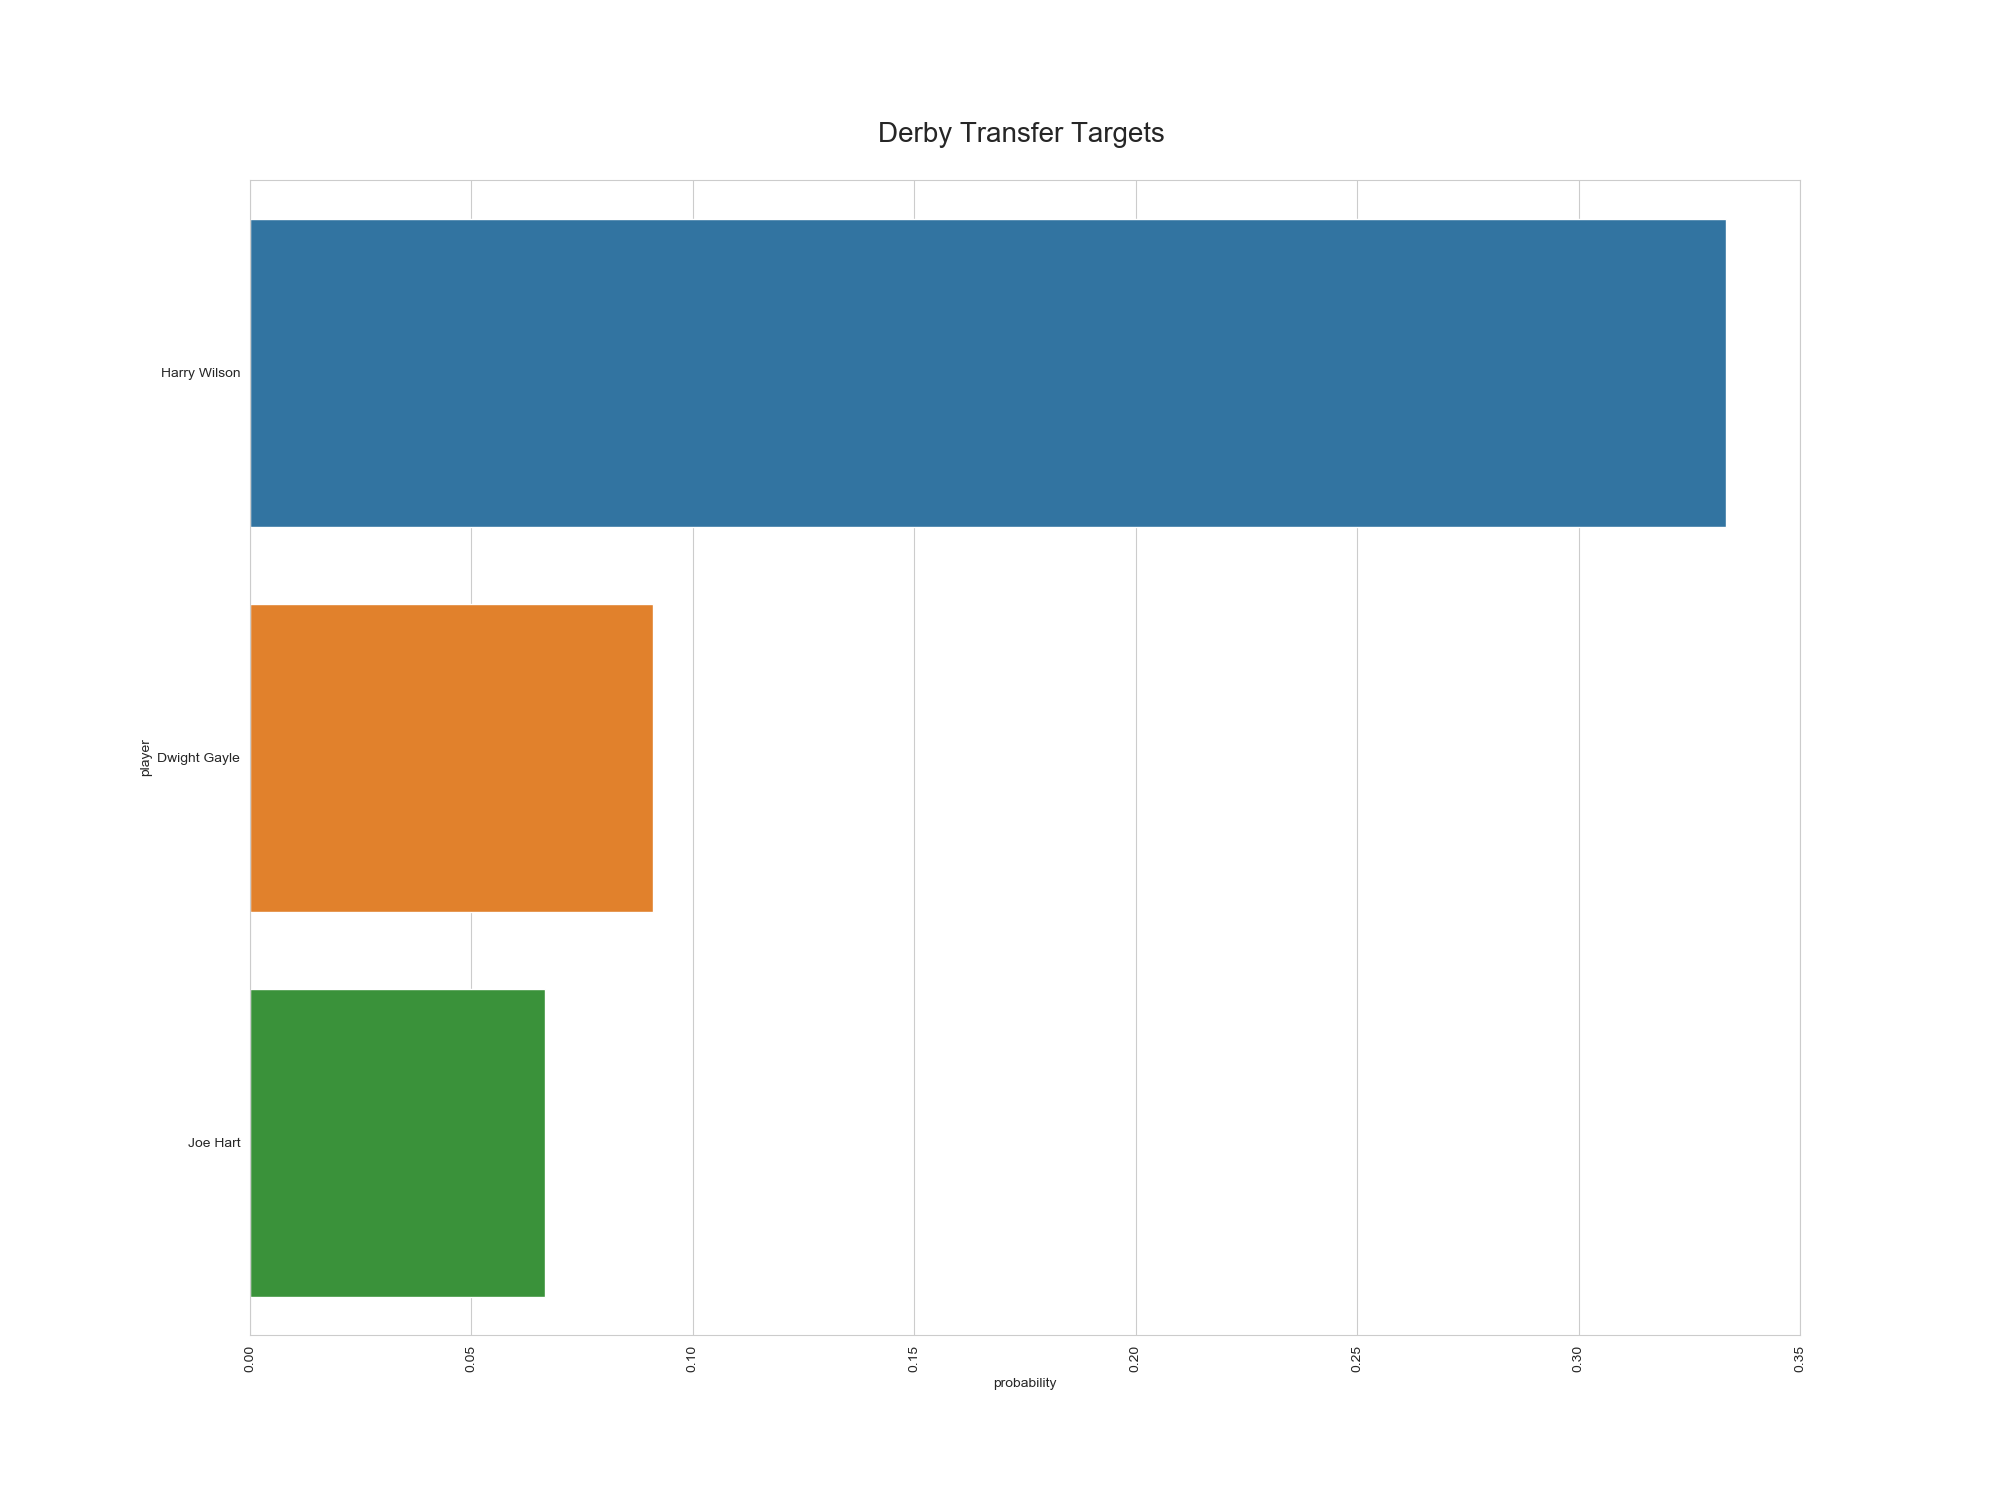 Derby Transfer Targets
Harry Wilson
Dwight Gayle
Joe Hart
player
0.00
0.05
0.10
0.15
0.20
0.25
0.30
0.35
probability